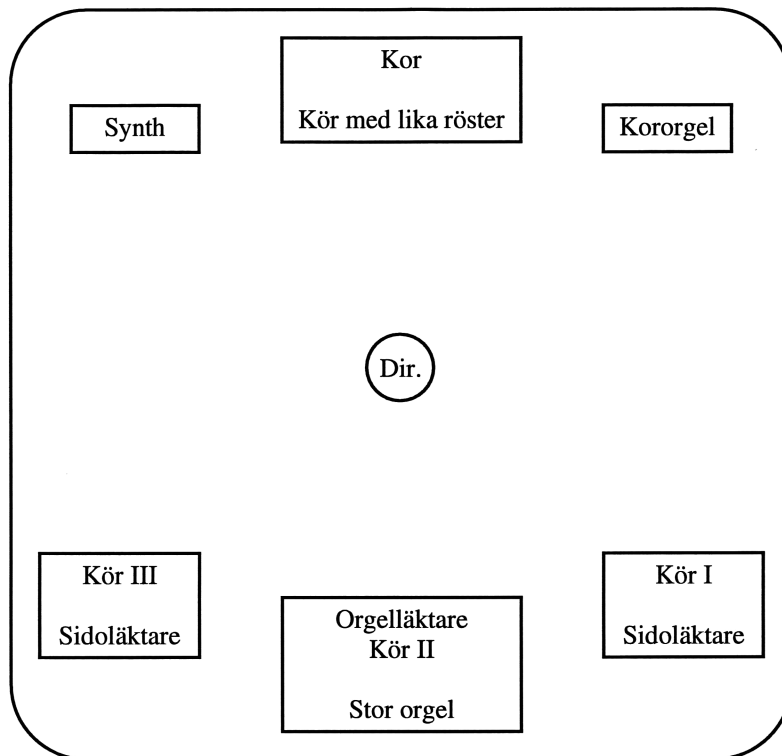 Kor
Kör med lika röster
Synth
Kororgel
Dir.
Kör III
Sidoläktare
Orgelläktare
Kör II
Stor orgel
Kör I
Sidoläktare